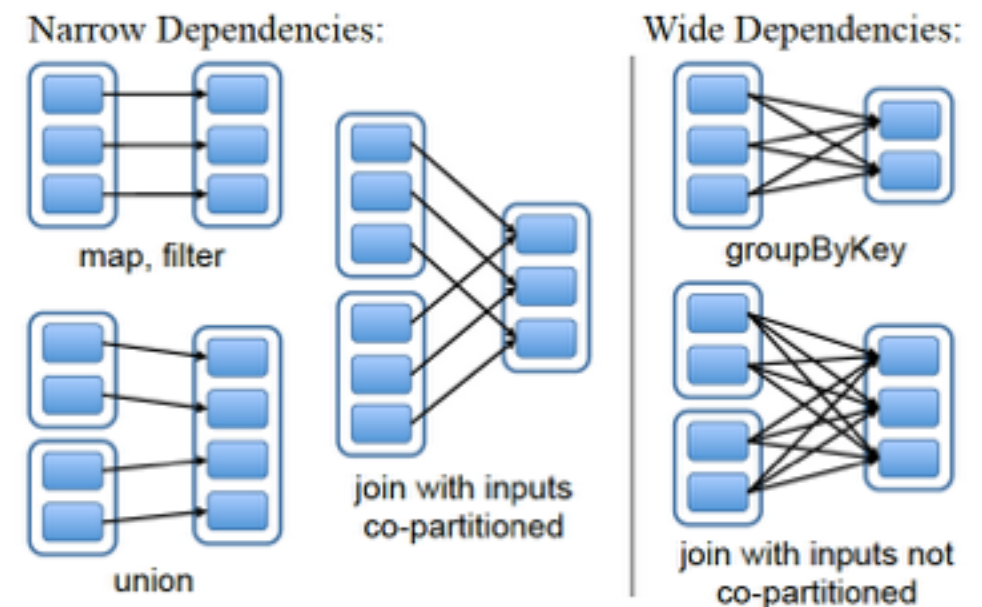 Narrow Dependencies:
map, filter
union
join with inputs
co-partitioned
Wide Dependencies:
groupByKey
join with inputs not
co-partitioned